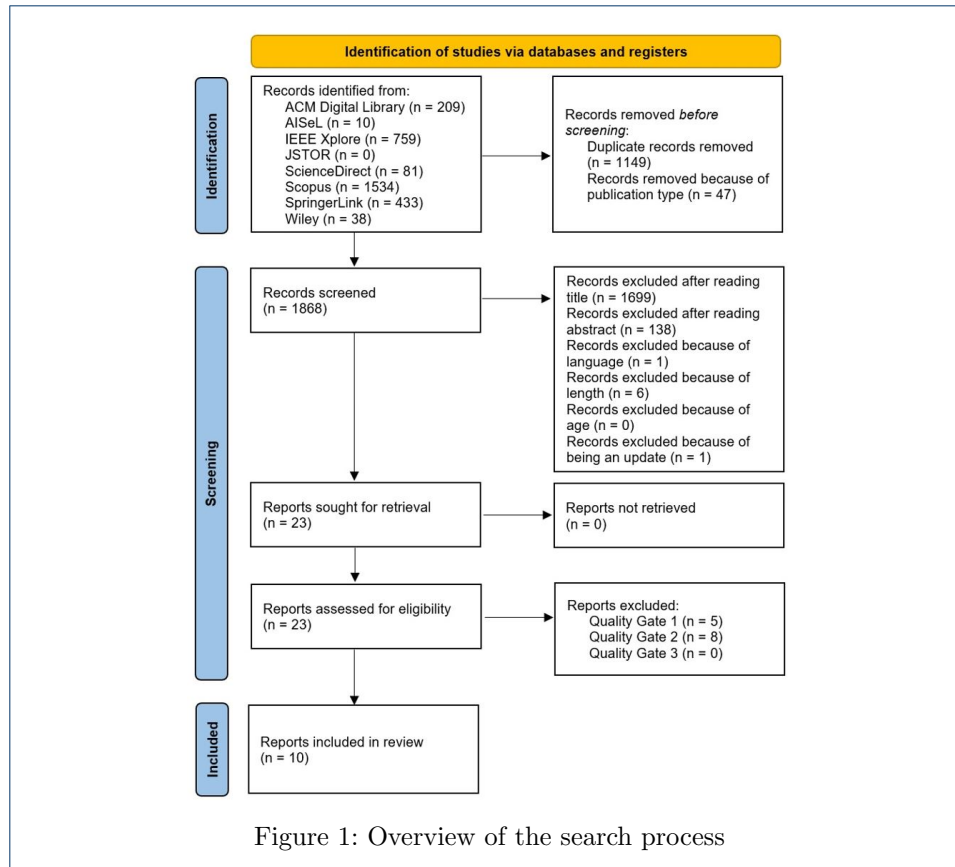 Identification of studies via databases and registers
Identification
Records identified from:
ACM Digital Library (n = 209)
AISeL (n = 10)
IEEE Xplore (n = 759)
JSTOR (n = 0)
ScienceDirect (n = 81)
Scopus (n = 1534)
SpringerLink (n = 433)
Wiley (n = 38)
Records removed before
screening:
Duplicate records removed
(n = 1149)
Records removed because of
publication type (n = 47)
Screening
Records screened
(n = 1868)
Records excluded after reading
title (n = 1699)
Records excluded after reading
abstract (n = 138)
Records excluded because of
language (n = 1)
Records excluded because of
length (n = 6)
Records excluded because of
age (n = 0)
Records excluded because of
being an update (n = 1)
Reports sought for retrieval
(n = 23)
Reports not retrieved
(n = 0)
Reports assessed for eligibility
(n = 23)
Reports excluded:
Quality Gate 1 (n = 5)
Quality Gate 2 (n = 8)
Quality Gate 3 (n = 0)
Included
Reports included in review
(n = 10)
Figure 1: Overview of the search process